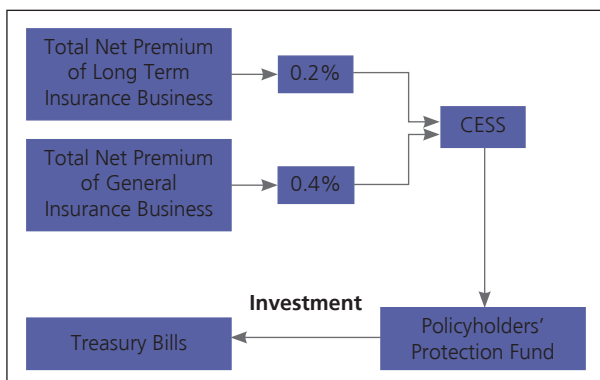 Total Net Premium
of Long Term
Insurance Business
0.2%
CESS
Total Net Premium
of General
Insurance Business
0.4%
Investment
Treasury Bills
Policyholders’
Protection Fund